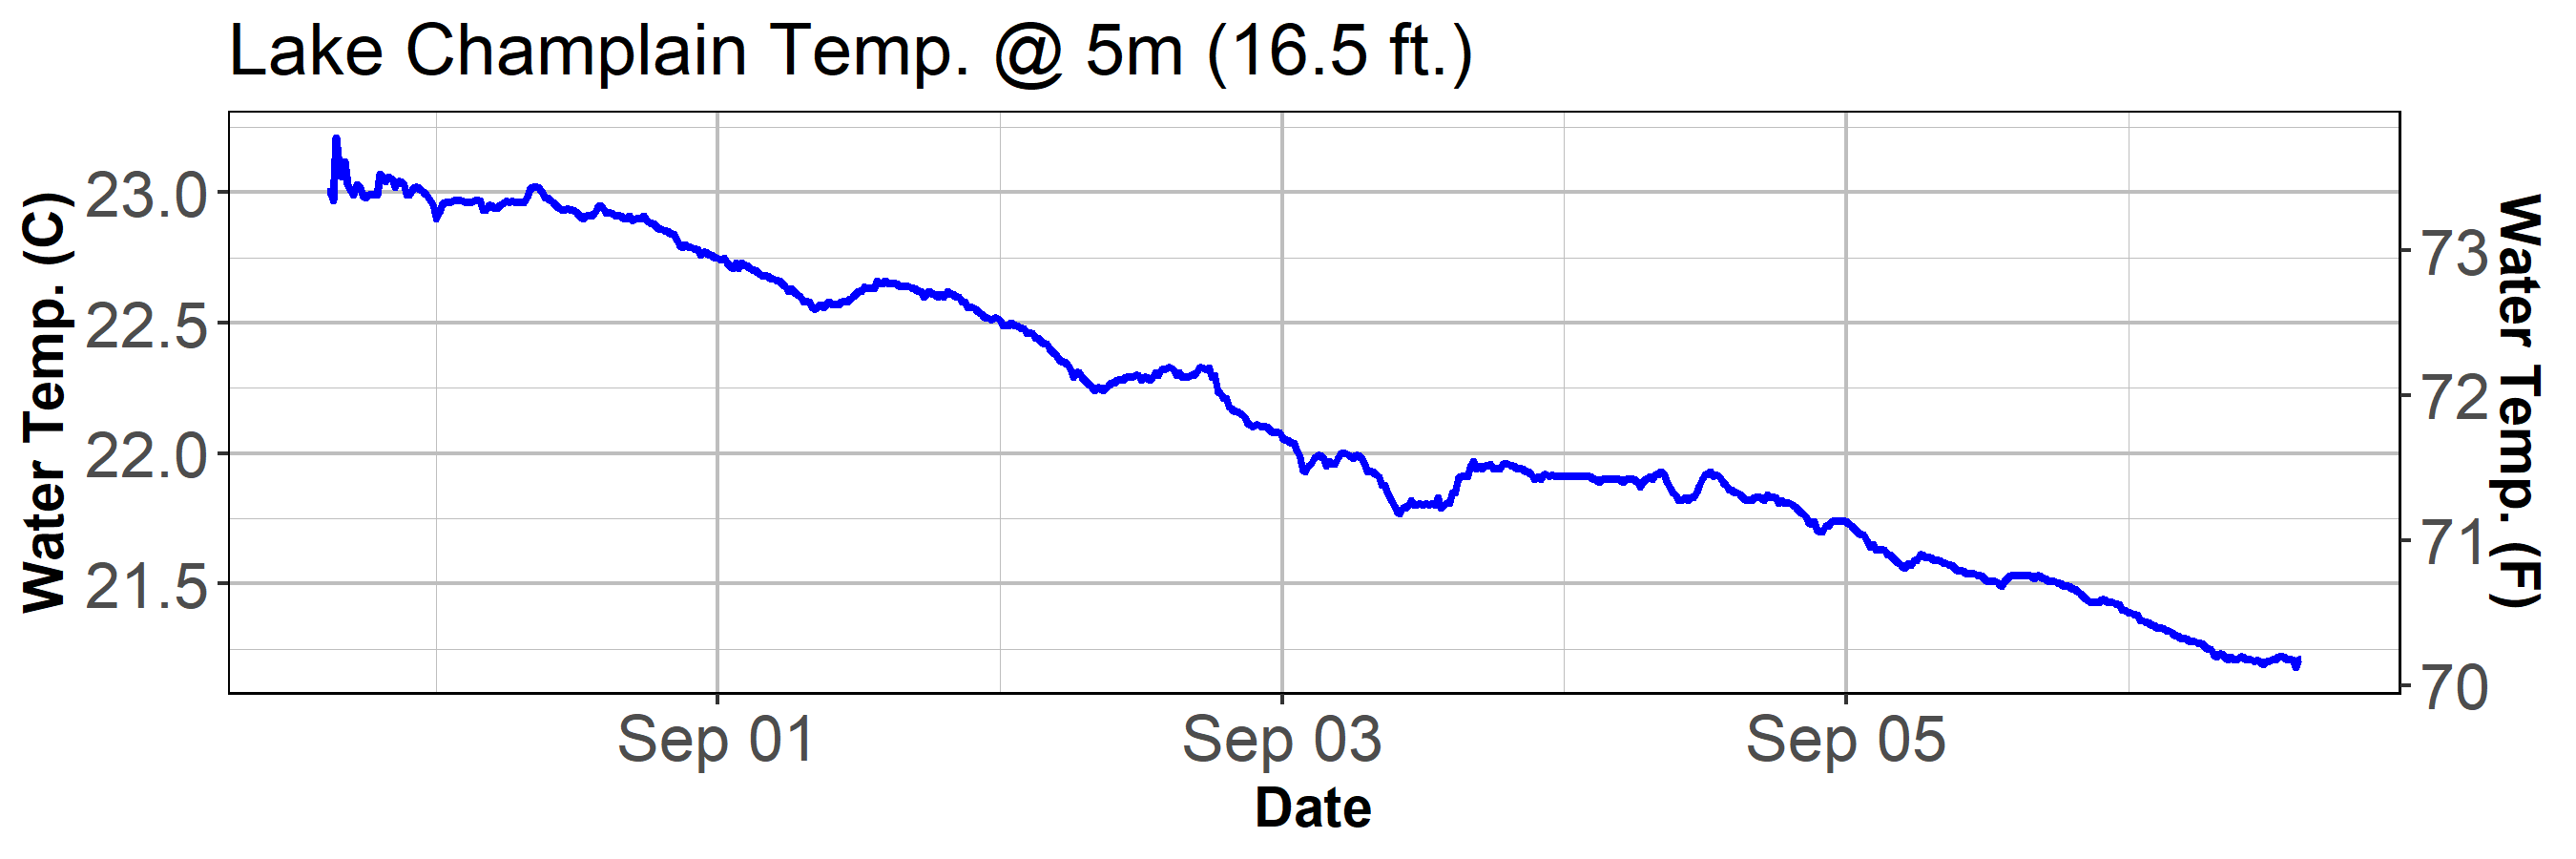 Lake Champlain Temp. @ 5m (16.5 ft.)
Water Temp. (C)
23.0
22.5
22.0
21.5
73
72
71
70
Water Temp. (F)
Sep 01 Sep 03 Sep 05
Date